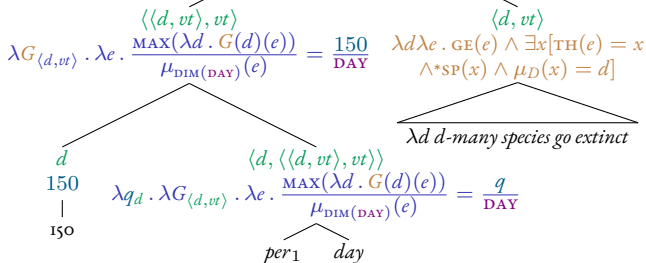 ⟨⟨d, vt⟩, vt⟩
λG⟨d,vt⟩ . λe . MAX(λd . G(d)(e)) / μDIM(DAY)(e) = 150 / DAY
⟨d, vt⟩
λdλe . GE(e) ∧ ∃x[TH(e) = x
∧*SP(x) ∧ μD(x) = d]
λd d-many species go extinct
d
150
150
⟨d, ⟨⟨d, vt⟩, vt⟩⟩
λqd . λG⟨d,vt⟩ . λe . MAX(λd . G(d)(e)) / μDIM(DAY)(e) = q / DAY
per1 day